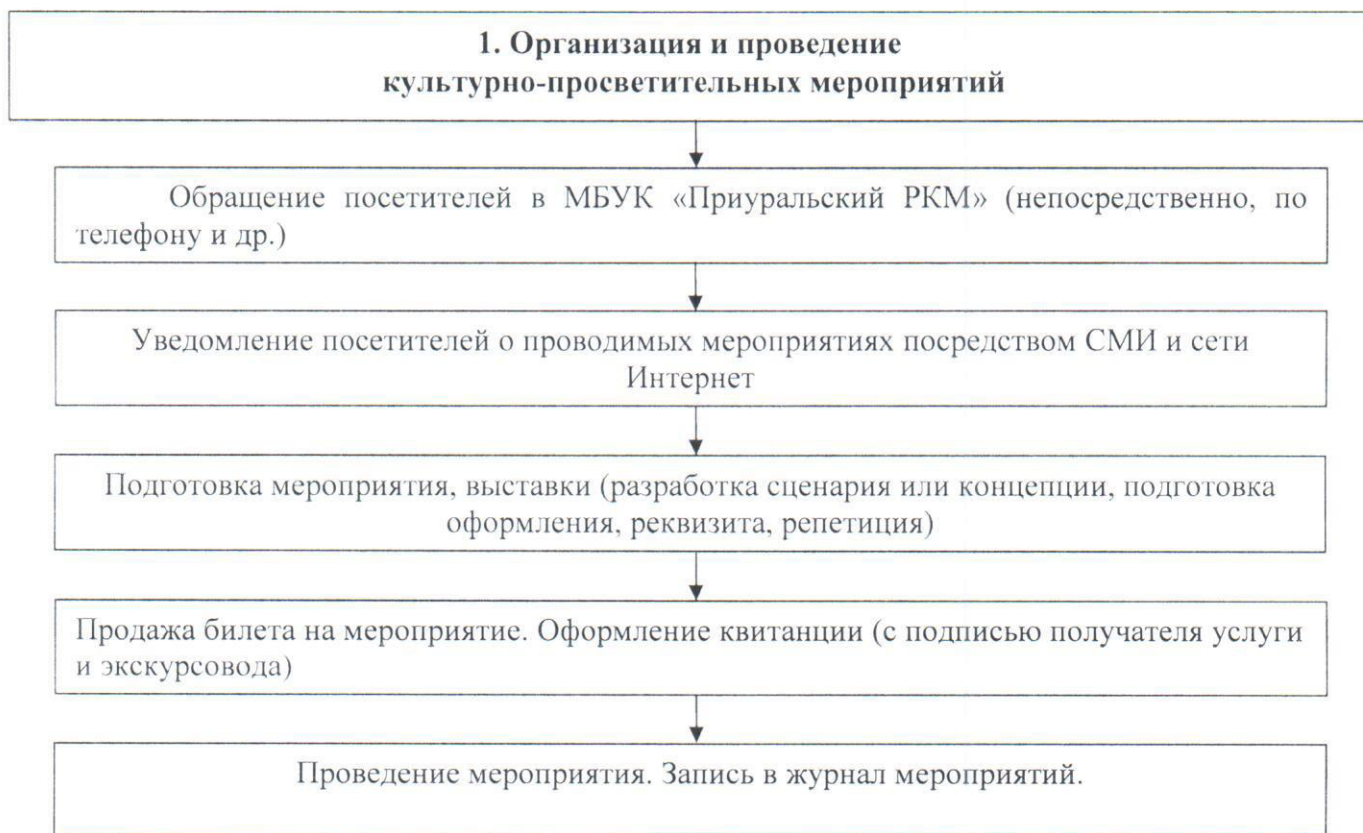 1. Организация и проведение
культурно-просветительных мероприятий
Обращение посетителей в МБУК «Приуральский РКМ» (непосредственно, по
телефону и др.)
Уведомление посетителей о проводимых мероприятиях посредством СМИ и сети
Интернет
Подготовка мероприятия, выставки (разработка сценария или концепции, подготовка
оформления, реквизита, репетиция)
Продажа билета на мероприятие. Оформление квитанции (с подписью получателя услуги
и экскурсовода)
Проведение мероприятия. Запись в журнал мероприятий.